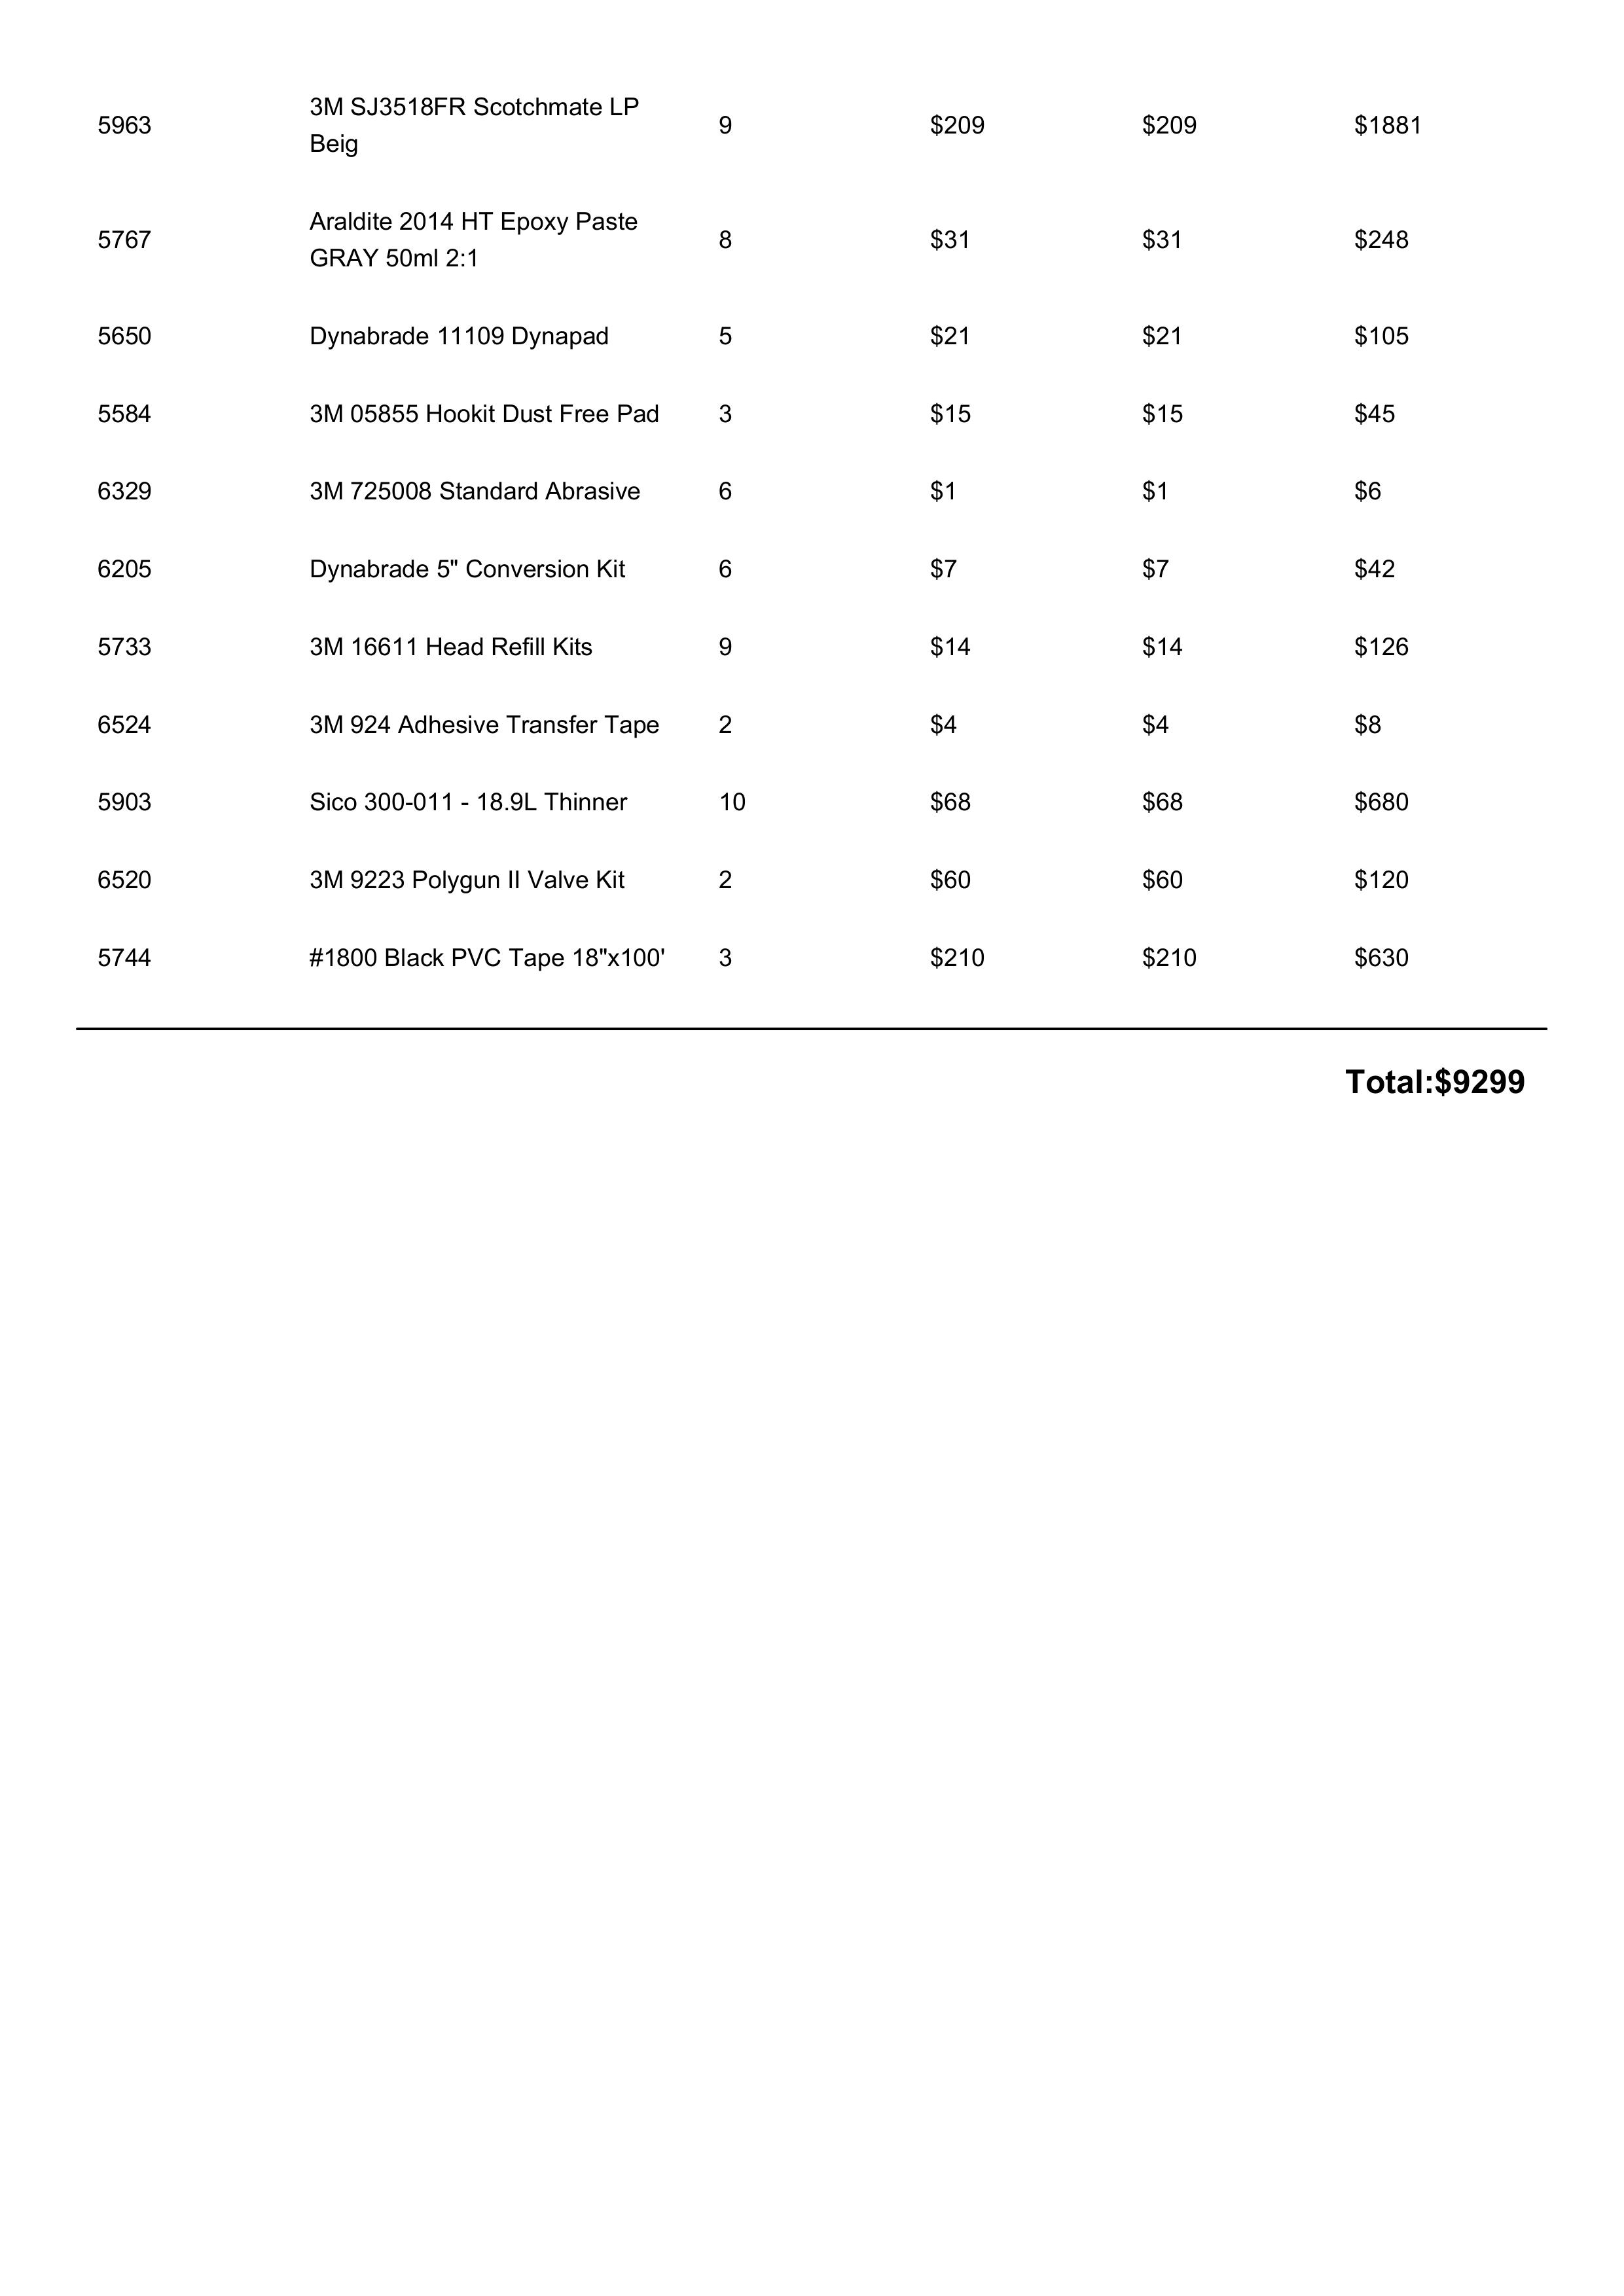 5963 3M SJ3518FR Scotchmate LP Beig 9 $209 $209 $1881
5767 Araldite 2014 HT Epoxy Paste GRAY 50ml 2:1 8 $31 $31 $248
5650 Dynabrade 11109 Dynapad 5 $21 $21 $105
5584 3M 05855 Hookit Dust Free Pad 3 $15 $15 $45
6329 3M 725008 Standard Abrasive 6 $1 $1 $6
6205 Dynabrade 5" Conversion Kit 6 $7 $7 $42
5733 3M 16611 Head Refill Kits 9 $14 $14 $126
6524 3M 924 Adhesive Transfer Tape 2 $4 $4 $8
5903 Sico 300-011 - 18.9L Thinner 10 $68 $68 $680
6520 3M 9223 Polygun II Valve Kit 2 $60 $60 $120
5744 #1800 Black PVC Tape 18"x100' 3 $210 $210 $630
Total:$9299